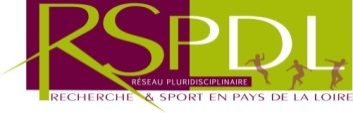 RSPDL
RÉSEAU PLURIDISCIPLINAIRE
RECHERCHE & SPORT EN PAYS DE LA LOIRE